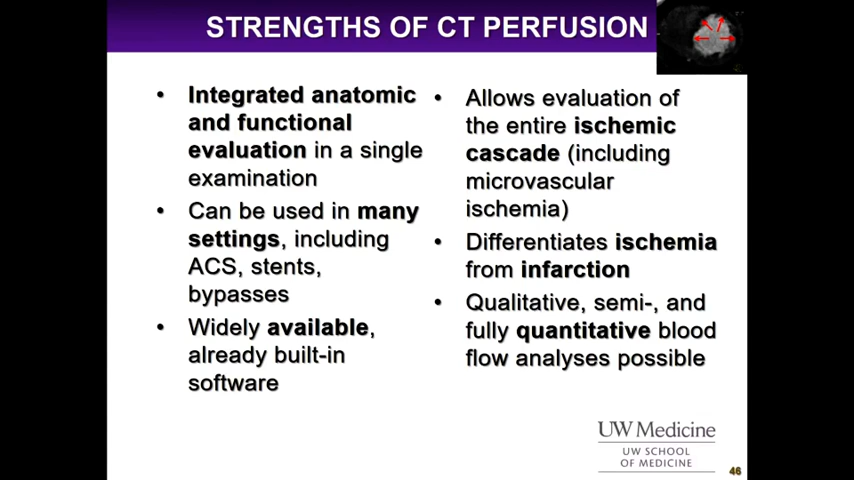 STRENGTHS OF CT PERFUSION
• Integrated anatomic
and functional
evaluation in a single
examination
• Can be used in many
settings, including
ACS, stents,
bypasses
• Widely available,
already built-in
software
• Allows evaluation of
the entire ischemic
cascade (including
microvascular
ischemia)
• Differentiates ischemia
from infarction
• Qualitative, semi-, and
fully quantitative blood
flow analyses possible
UW Medicine
UW SCHOOL
OF MEDICINE
46